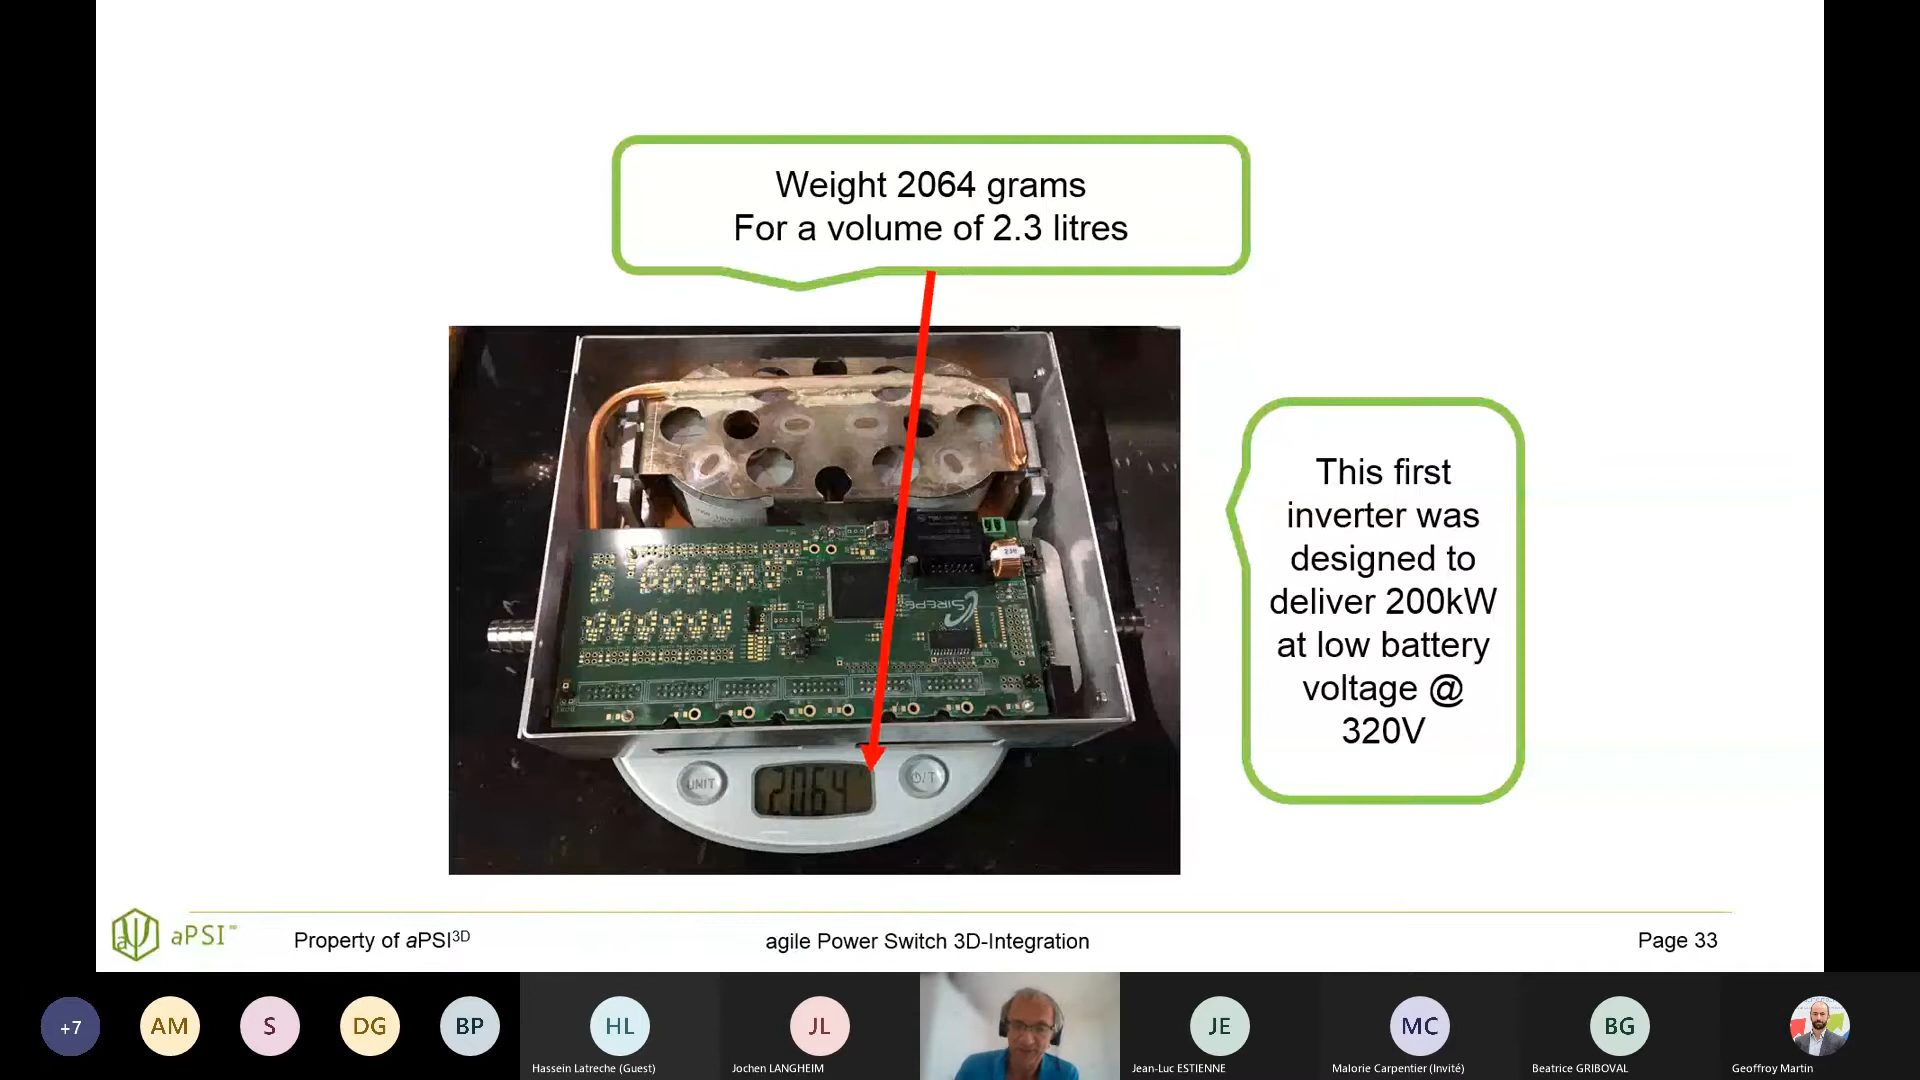 Weight 2064 grams
For a volume of 2.3 litres
This first
inverter was
designed to
deliver 200kW
at low battery
voltage @
320V
SIREPE
UNIT
2064
/T
aPSI™
Property of aPSI3D
agile Power Switch 3D-Integration
Page 33
+7
AM
S
DG
BP
HL
JL
JE
MC
BG
Hassein Latreche (Guest)
Jochen LANGHEIM
Jean-Luc ESTIENNE
Malorie Carpentier (Invité)
Beatrice GRIBOVAL
Geoffroy Martin